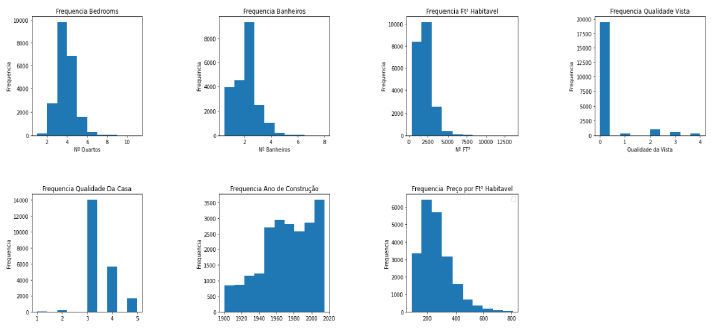 Frequencia Bedrooms
Frequencia
10000
8000
6000
4000
2000
0
2 4 6 8 10
Nº Quartos
Frequencia Banheiros
Frequencia
8000
6000
4000
2000
0
2 4 6 8
Nº Banheiros
Frequencia Ft² Habitavel
Frequencia
10000
8000
6000
4000
2000
0
0 2500 5000 7500 10000 12500
Nº FT²
Frequencia Qualidade Vista
Frequencia
20000
17500
15000
12500
10000
7500
5000
2500
0
0 1 2 3 4
Qualidade da Vista
Frequencia Qualidade Da Casa
Frequencia
14000
12000
10000
8000
6000
4000
2000
0
1 2 3 4 5
Frequencia Ano de Construção
Frequencia
3500
3000
2500
2000
1500
1000
500
0
1900 1920 1940 1960 1980 2000 2020
Frequencia Preço por Ft² Habitavel
Frequencia
6000
5000
4000
3000
2000
1000
0
200 400 600 800